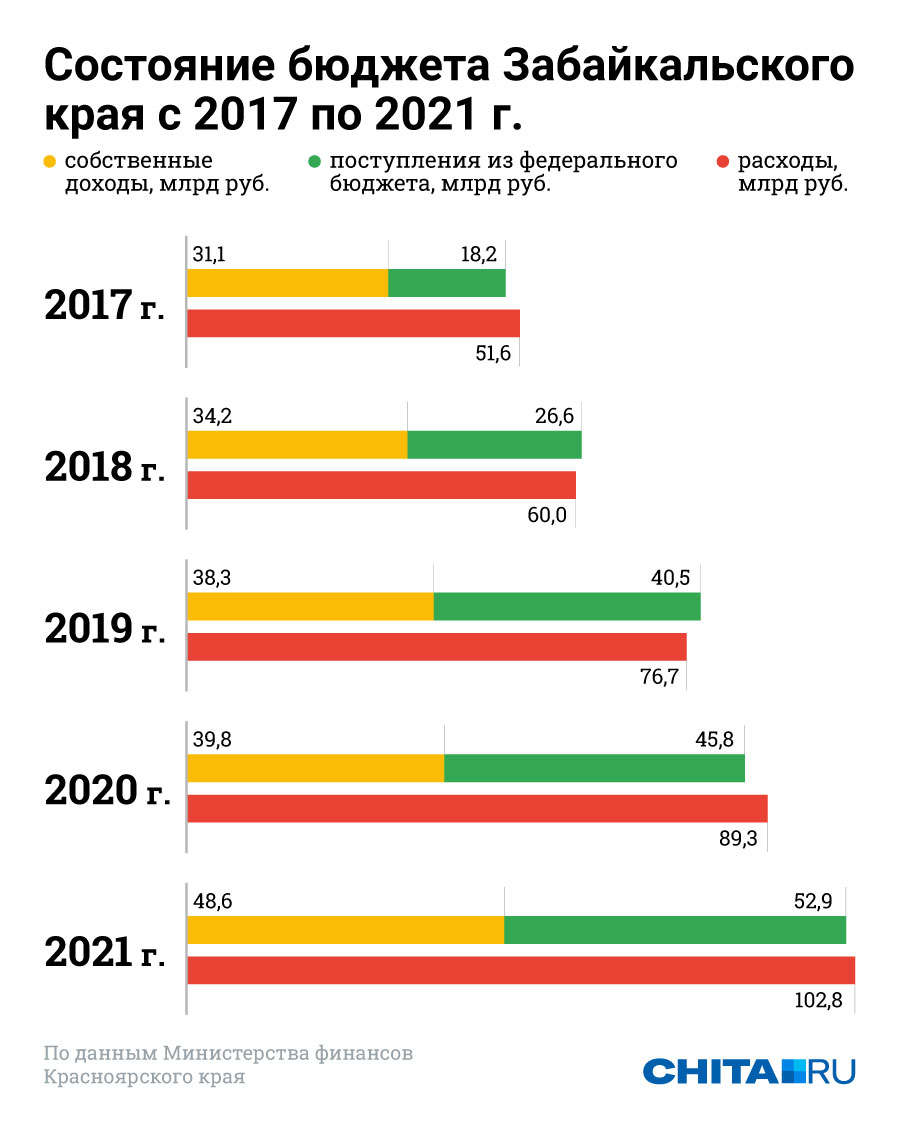 Состояние бюджета Забайкальского
края с 2017 по 2021 г.
собственные
доходы, млрд руб.
поступления из федерального
бюджета, млрд руб.
расходы,
млрд руб.
31,1 18,2
2017 г.
51,6
34,2 26,6
2018 г.
60,0
38,3 40,5
2019 г.
76,7
39,8 45,8
2020 г.
89,3
48,6 52,9
2021 г.
102,8
По данным Министерства финансов
Красноярского края
CHITA RU